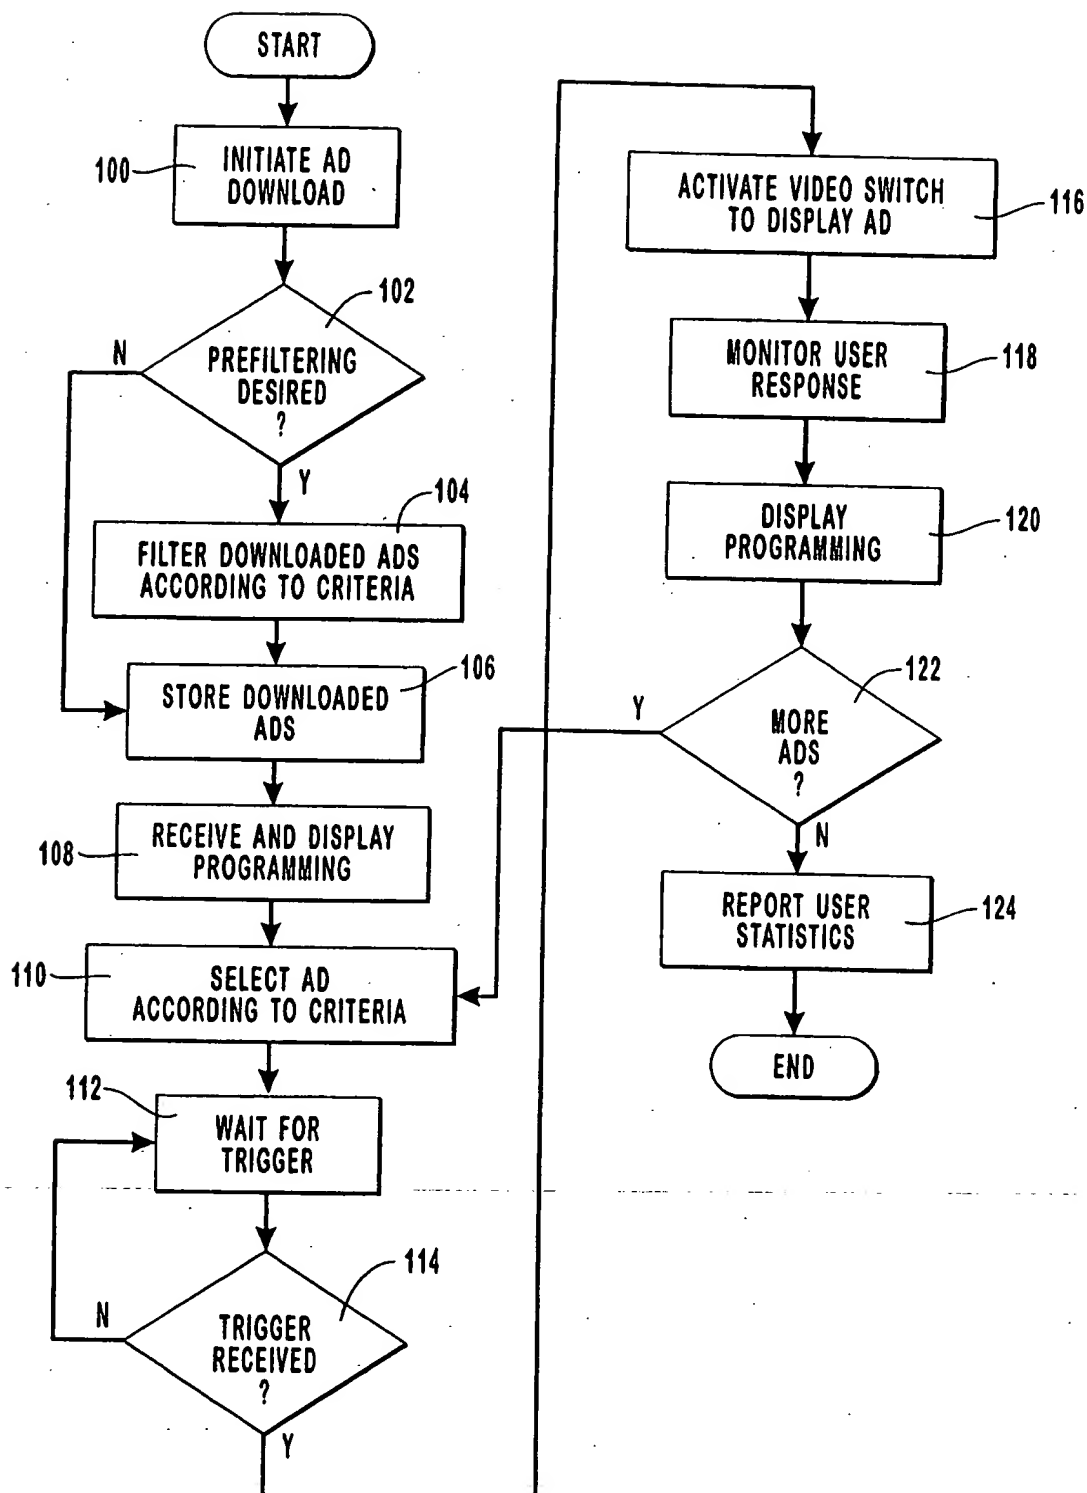 START
100
INITIATE AD
DOWNLOAD
102
N
PREFILTERING
DESIRED
?
Y
104
FILTER DOWNLOADED ADS
ACCORDING TO CRITERIA
106
STORE DOWNLOADED
ADS
108
RECEIVE AND DISPLAY
PROGRAMMING
110
SELECT AD
ACCORDING TO CRITERIA
112
WAIT FOR
TRIGGER
114
N
TRIGGER
RECEIVED
?
Y
ACTIVATE VIDEO SWITCH
TO DISPLAY AD
116
MONITOR USER
RESPONSE
118
DISPLAY
PROGRAMMING
120
122
Y
MORE
ADS
?
N
REPORT USER
STATISTICS
124
END